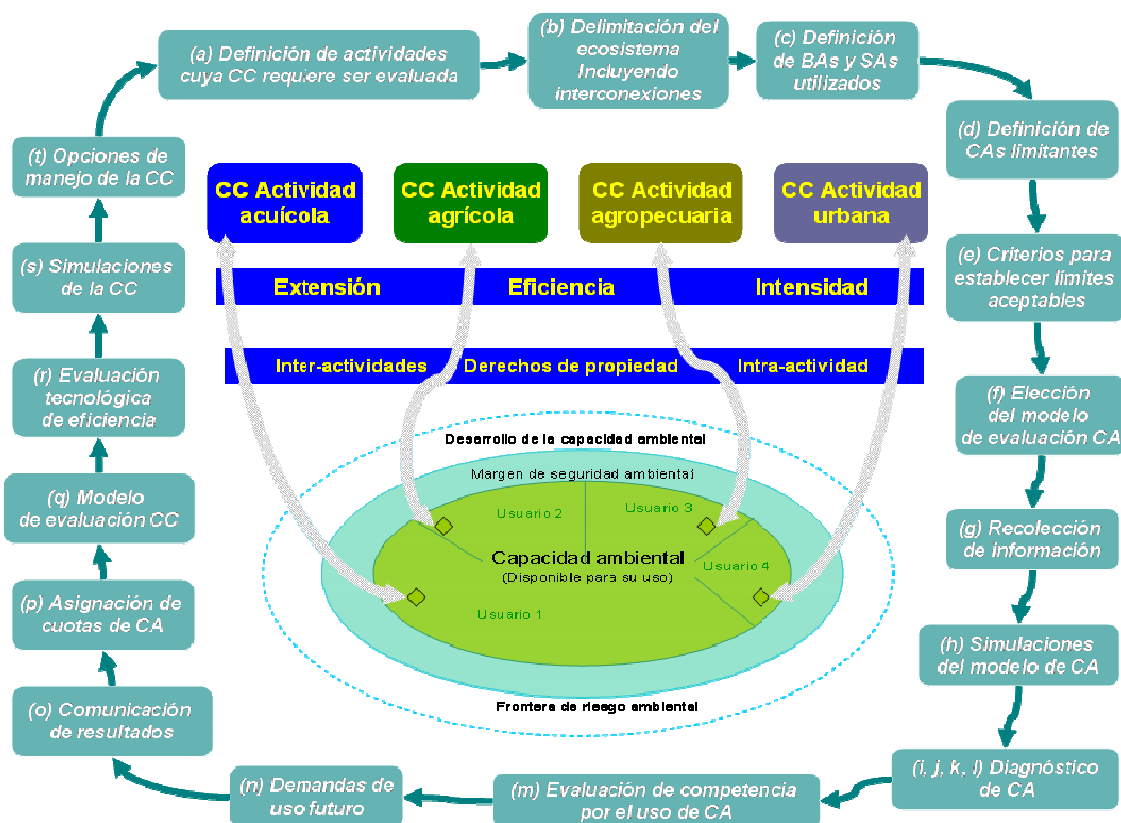 (a) Definición de actividades
cuya CC requiere ser evaluada
(b) Delimitación del
ecosistema
Incluyendo
interconexiones
(c) Definición
de BAs y SAs
utilizados
(d) Definición de
CAs limitantes
(e) Criterios para
establecer límites
aceptables
(f) Elección
del modelo
de evaluación CA
(g) Recolección
de información
(h) Simulaciones
del modelo de CA
(i, j, k, l) Diagnóstico
de CA
(m) Evaluación de competencia
por el uso de CA
(n) Demandas de
uso futuro
(o) Comunicación
de resultados
(p) Asignación de
cuotas de CA
(q) Modelo
de evaluación CC
(r) Evaluación
tecnológica
de eficiencia
(s) Simulaciones
de la CC
(t) Opciones de
manejo de la CC
CC Actividad
acuícola
CC Actividad
agrícola
CC Actividad
agropecuaria
CC Actividad
urbana
Extensión Eficiencia Intensidad
Inter-actividades Derechos de propiedad Intra-actividad
Desarrollo de la capacidad ambiental
Margen de seguridad ambiental
Usuario 2
Usuario 3
Capacidad ambiental
(Disponible para su uso)
Usuario 4
Usuario 1
Frontera de riesgo ambiental